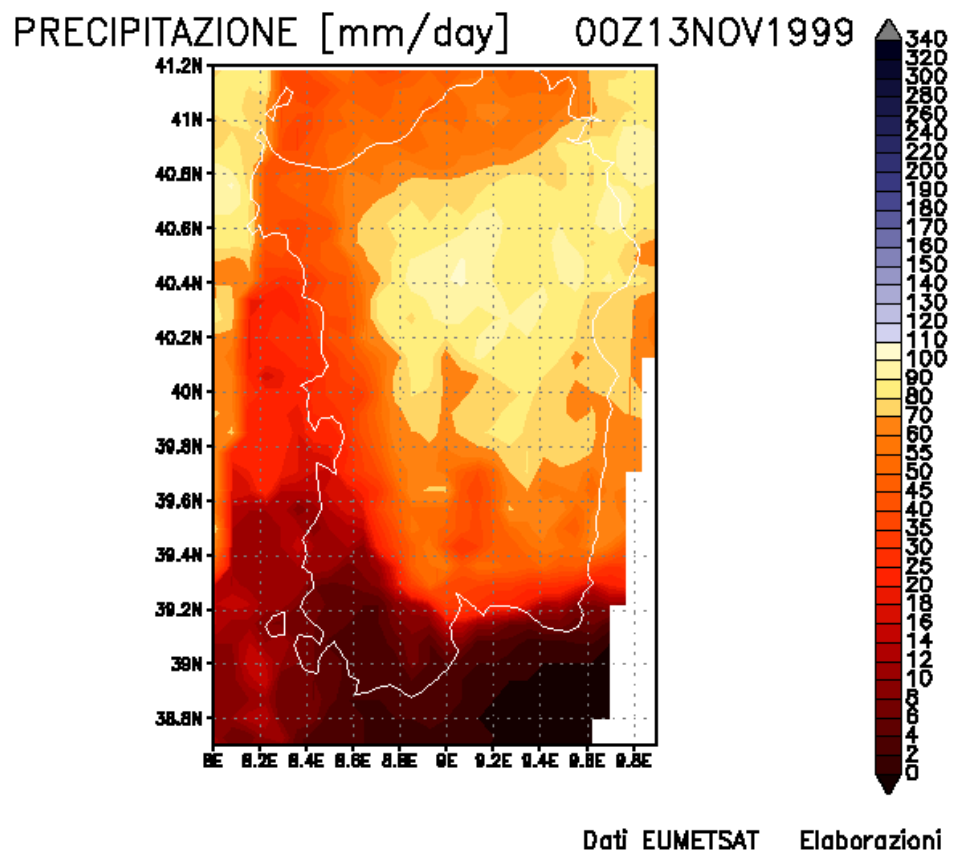 PRECIPITAZIONE [mm/day] 00Z13NOV1999
41.2N
41N
40.8N
40.6N
40.4N
40.2N
40N
39.8N
39.6N
39.4N
39.2N
39N
38.8N
8E 8.2E 8.4E 8.6E 8.8E 9E 9.2E 9.4E 9.6E 9.8E
340
320
300
280
260
240
220
200
190
180
170
160
150
140
130
120
110
100
90
80
70
60
55
50
45
40
35
30
25
20
18
16
14
12
10
8
6
4
2
0
Dati EUMETSAT Elaborazioni